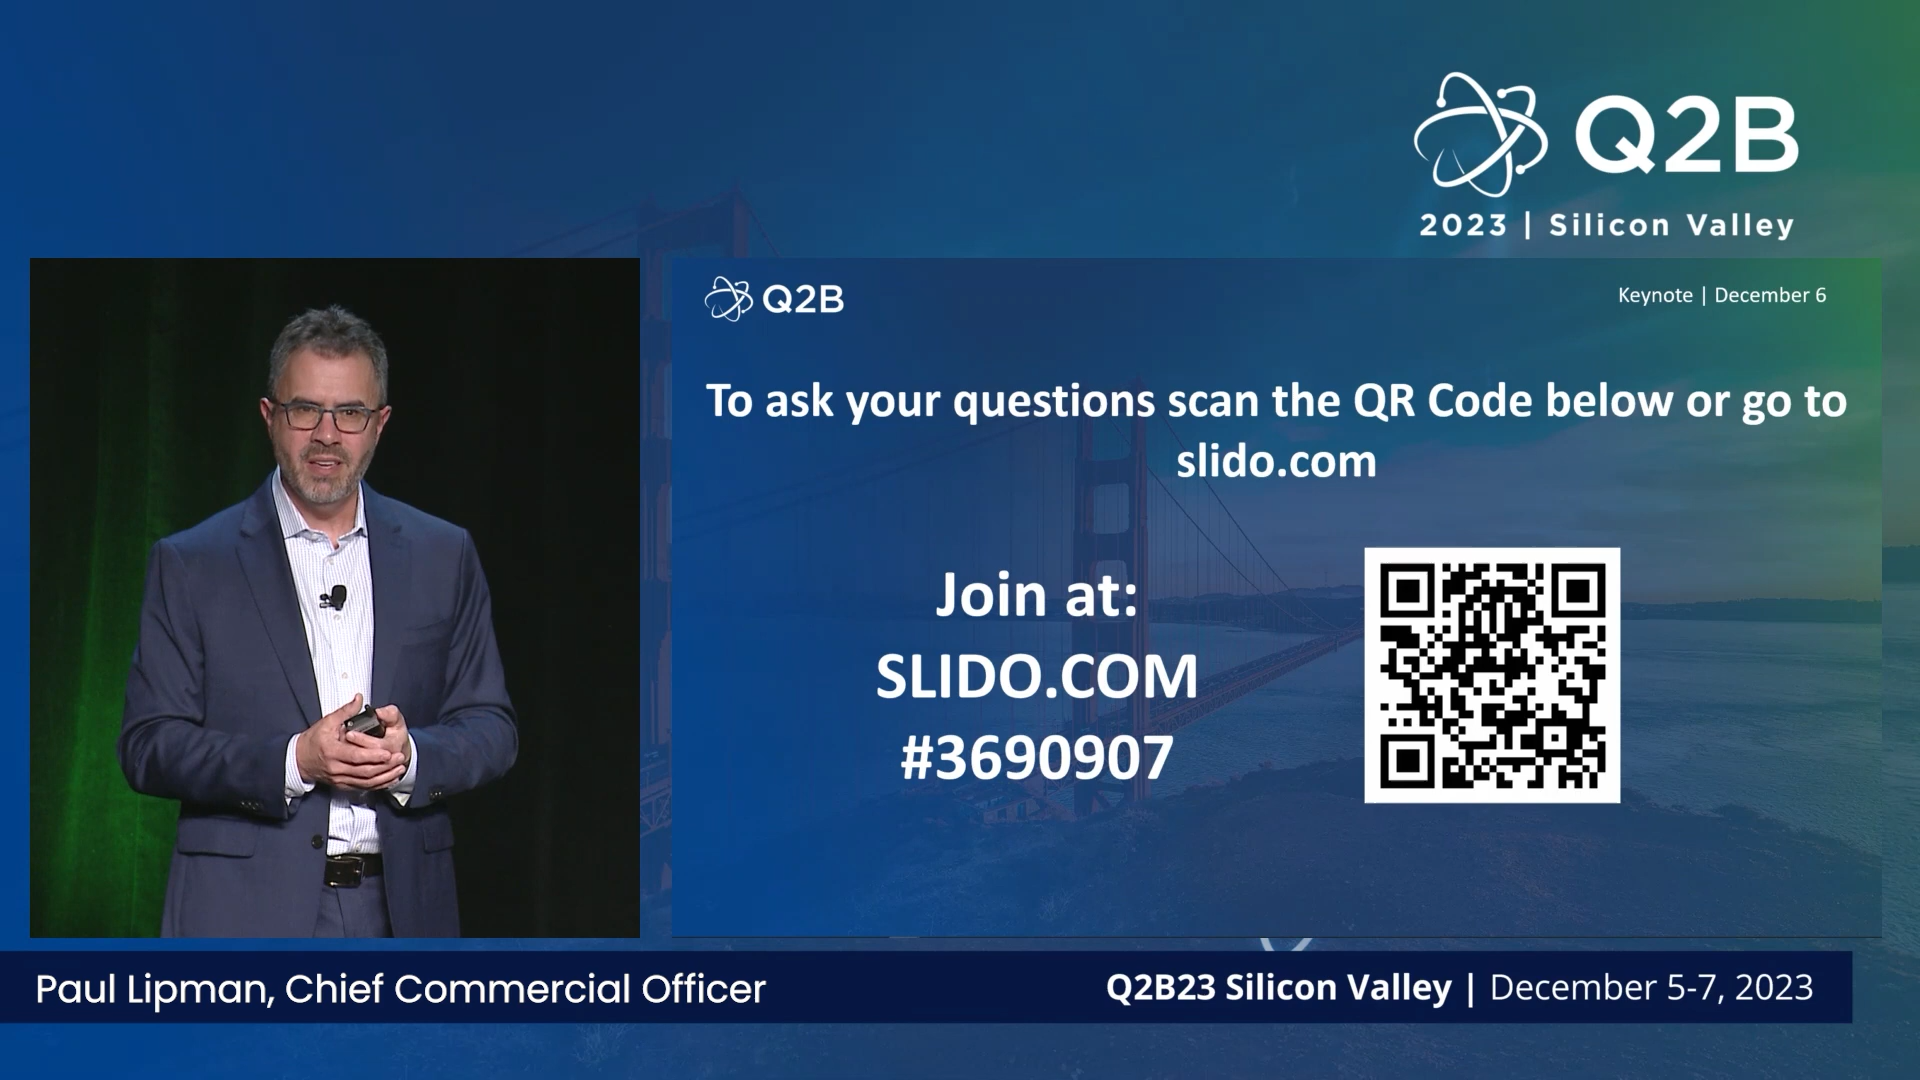 Q2B
2023 | Silicon Valley
Q2B
Keynote | December 6
To ask your questions scan the QR Code below or go to
slido.com
Join at:
SLIDO.COM
#3690907
Paul Lipman, Chief Commercial Officer
Q2B23 Silicon Valley | December 5-7, 2023